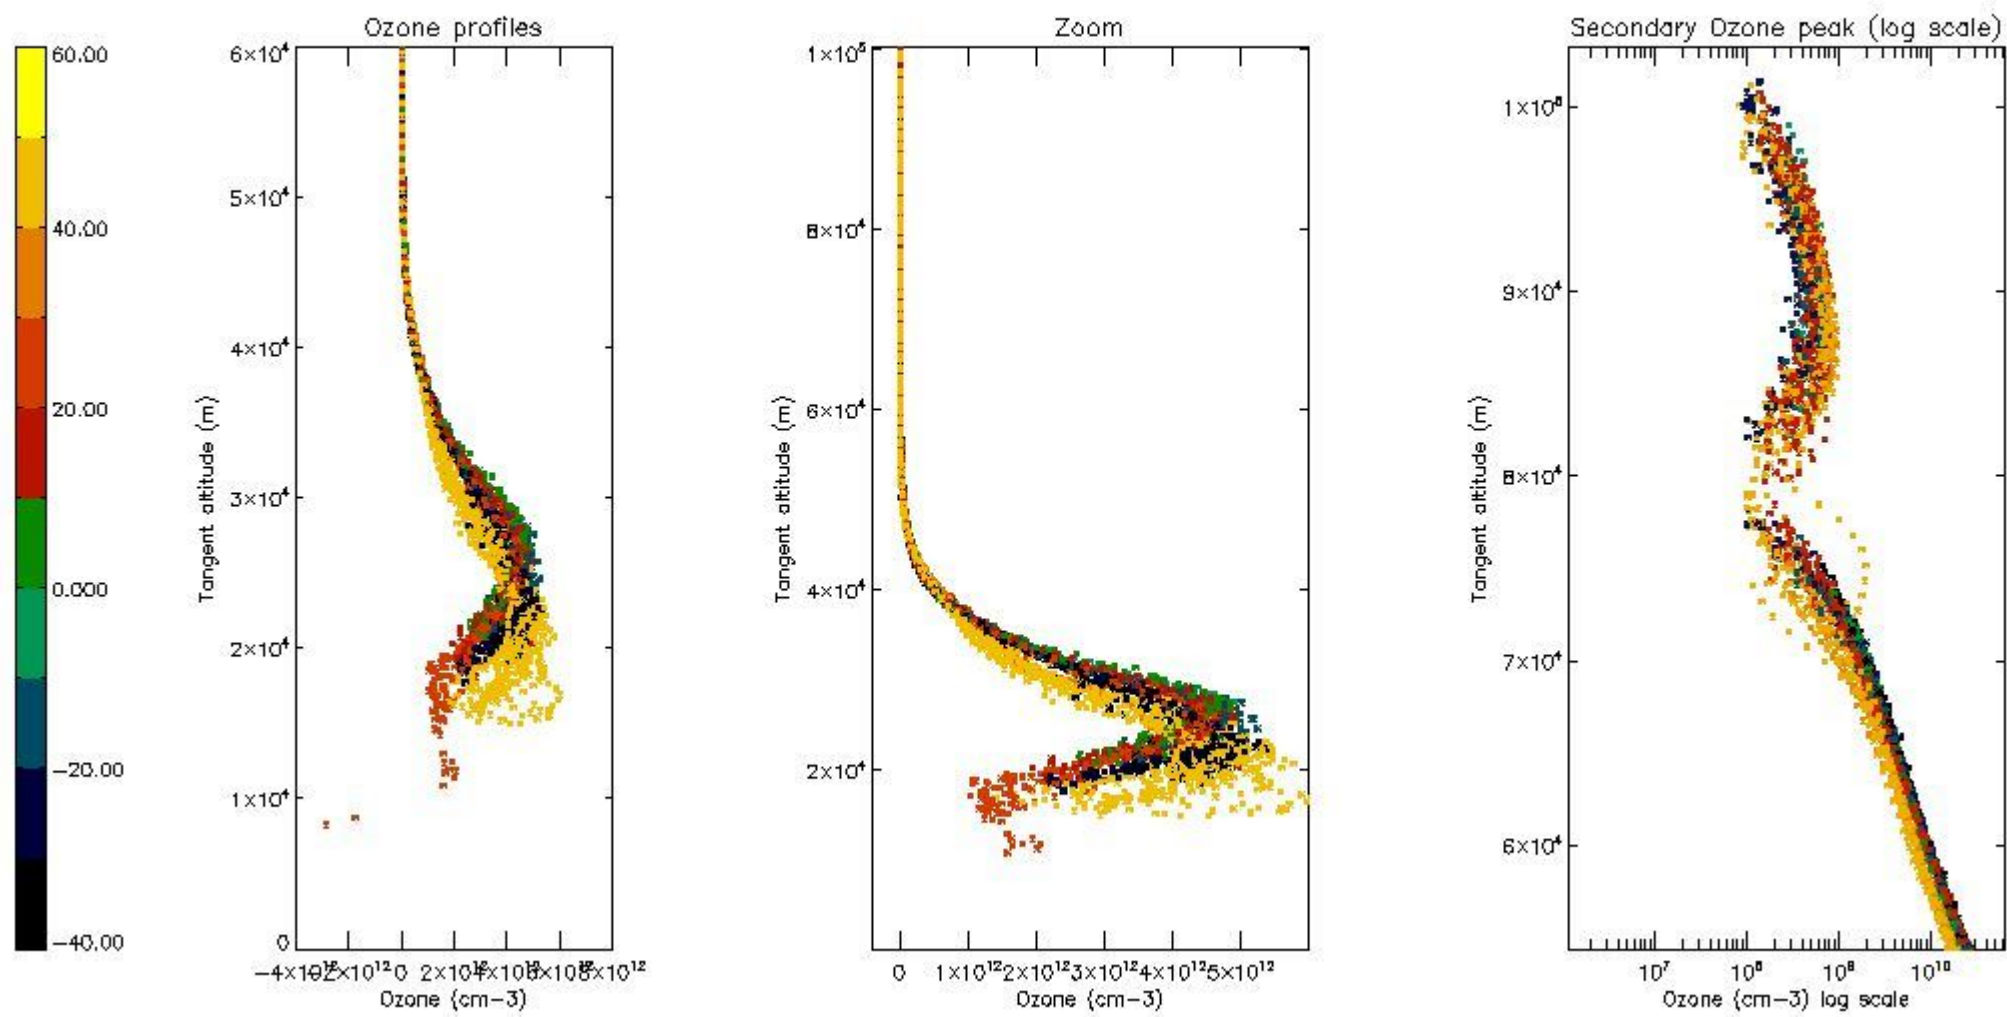 Ozone profiles
Zoom
Secondary Ozone peak (log scale)
60.00
40.00
20.00
0.000
−20.00
−40.00
6×10⁴
5×10⁴
4×10⁴
3×10⁴
2×10⁴
1×10⁴
0
Tangent altitude (m)
0
Ozone (cm−3)
1×10⁵
8×10⁴
6×10⁴
4×10⁴
2×10⁴
Tangent altitude (m)
0 1×10¹² 2×10¹² 3×10¹² 4×10¹² 5×10¹²
Ozone (cm−3)
9×10⁴
8×10⁴
7×10⁴
6×10⁴
Tangent altitude (m)
10⁷ 10⁸ 10⁹ 10¹⁰
Ozone (cm−3) log scale